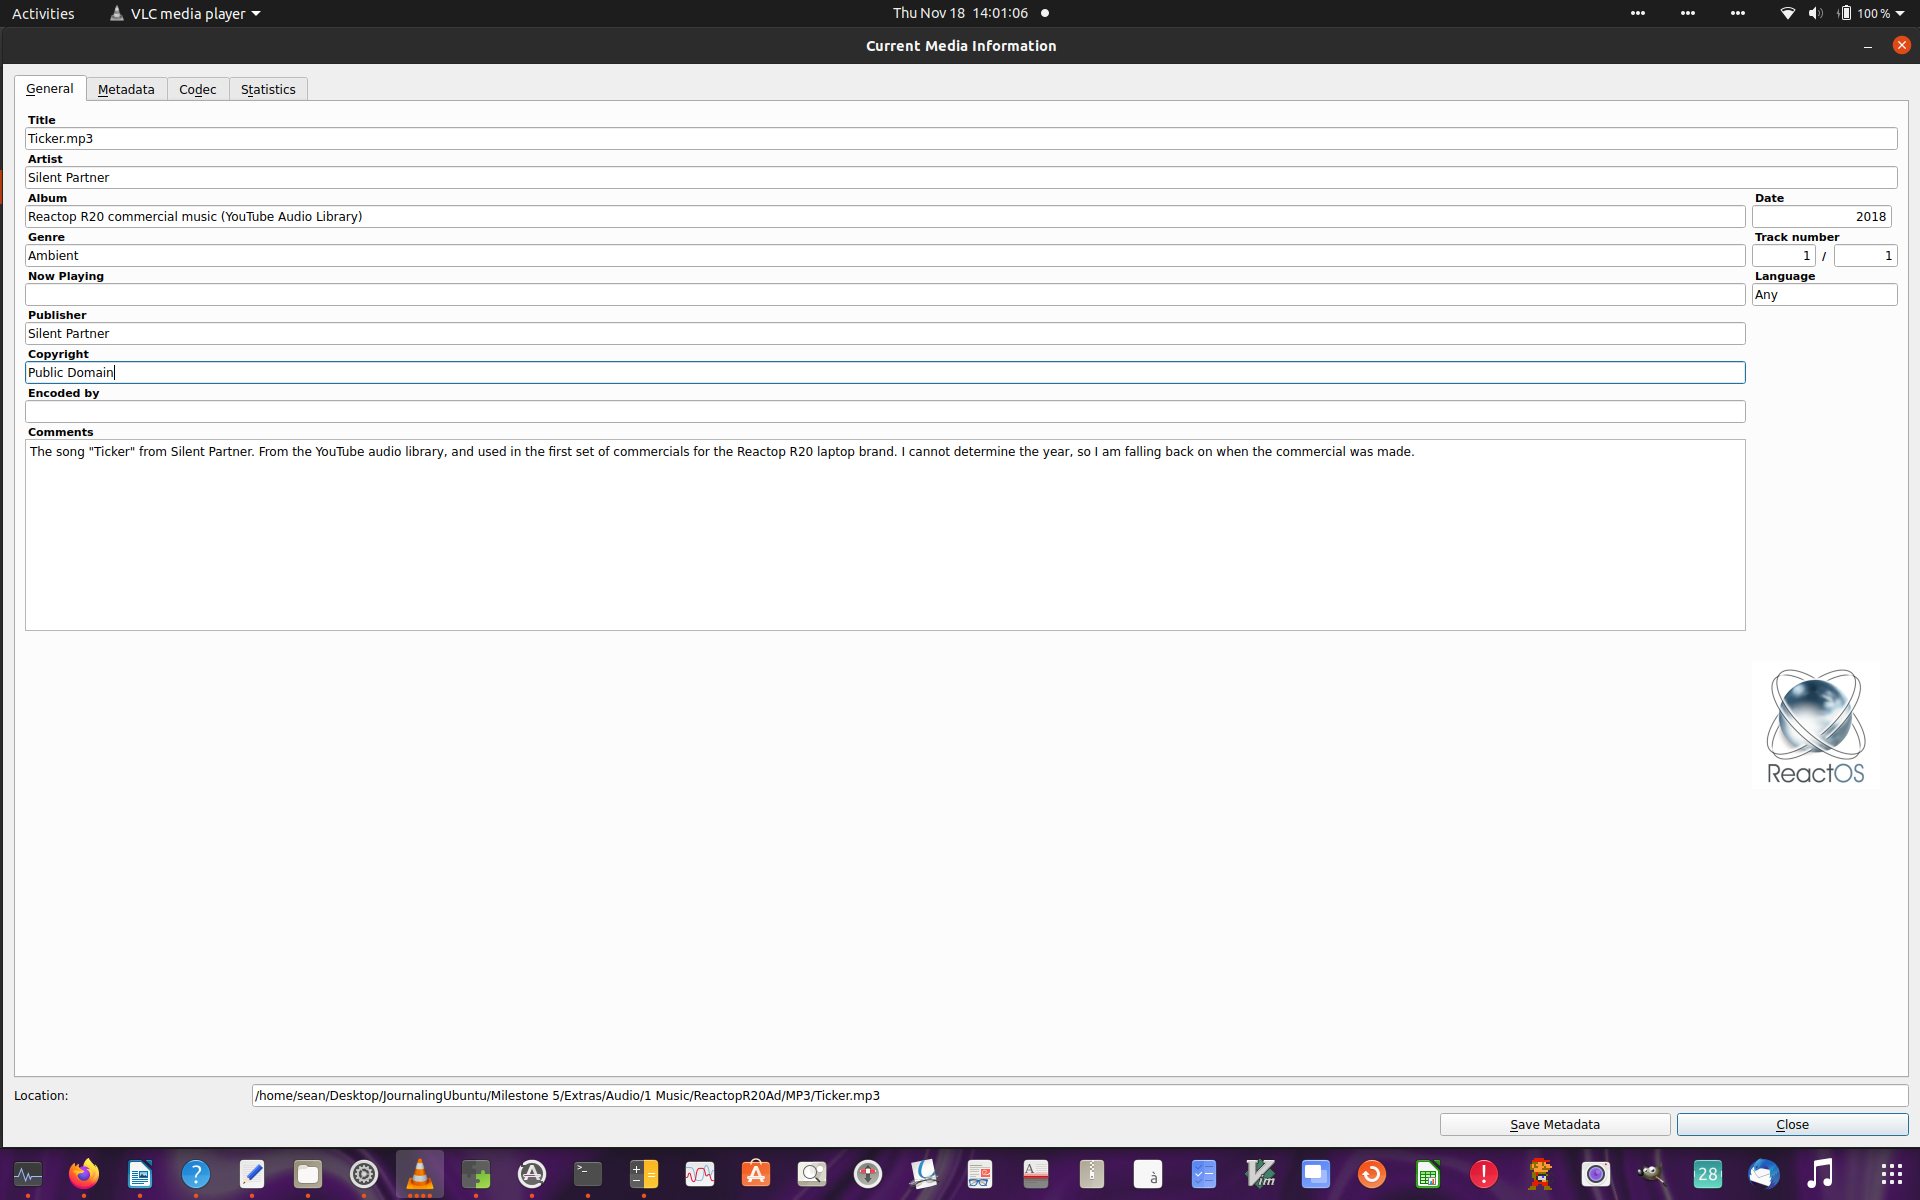 Activities VLC media player Thu Nov 18 14:01:06 100 %
Current Media Information
General Metadata Codec Statistics
Title
Ticker.mp3
Artist
Silent Partner
Album Date
Reactop R20 commercial music (YouTube Audio Library) 2018
Genre Track number
Ambient 1 / 1
Now Playing Language
Any
Publisher
Silent Partner
Copyright
Public Domain
Encoded by
Comments
The song "Ticker" from Silent Partner. From the YouTube audio library, and used in the first set of commercials for the Reactop R20 laptop brand. I cannot determine the year, so I am falling back on when the commercial was made.
ReactOS
Location: /home/sean/Desktop/JournalingUbuntu/Milestone 5/Extras/Audio/1 Music/ReactopR20Ad/MP3/Ticker.mp3
Save Metadata Close
? >_ A à Vim ! 28